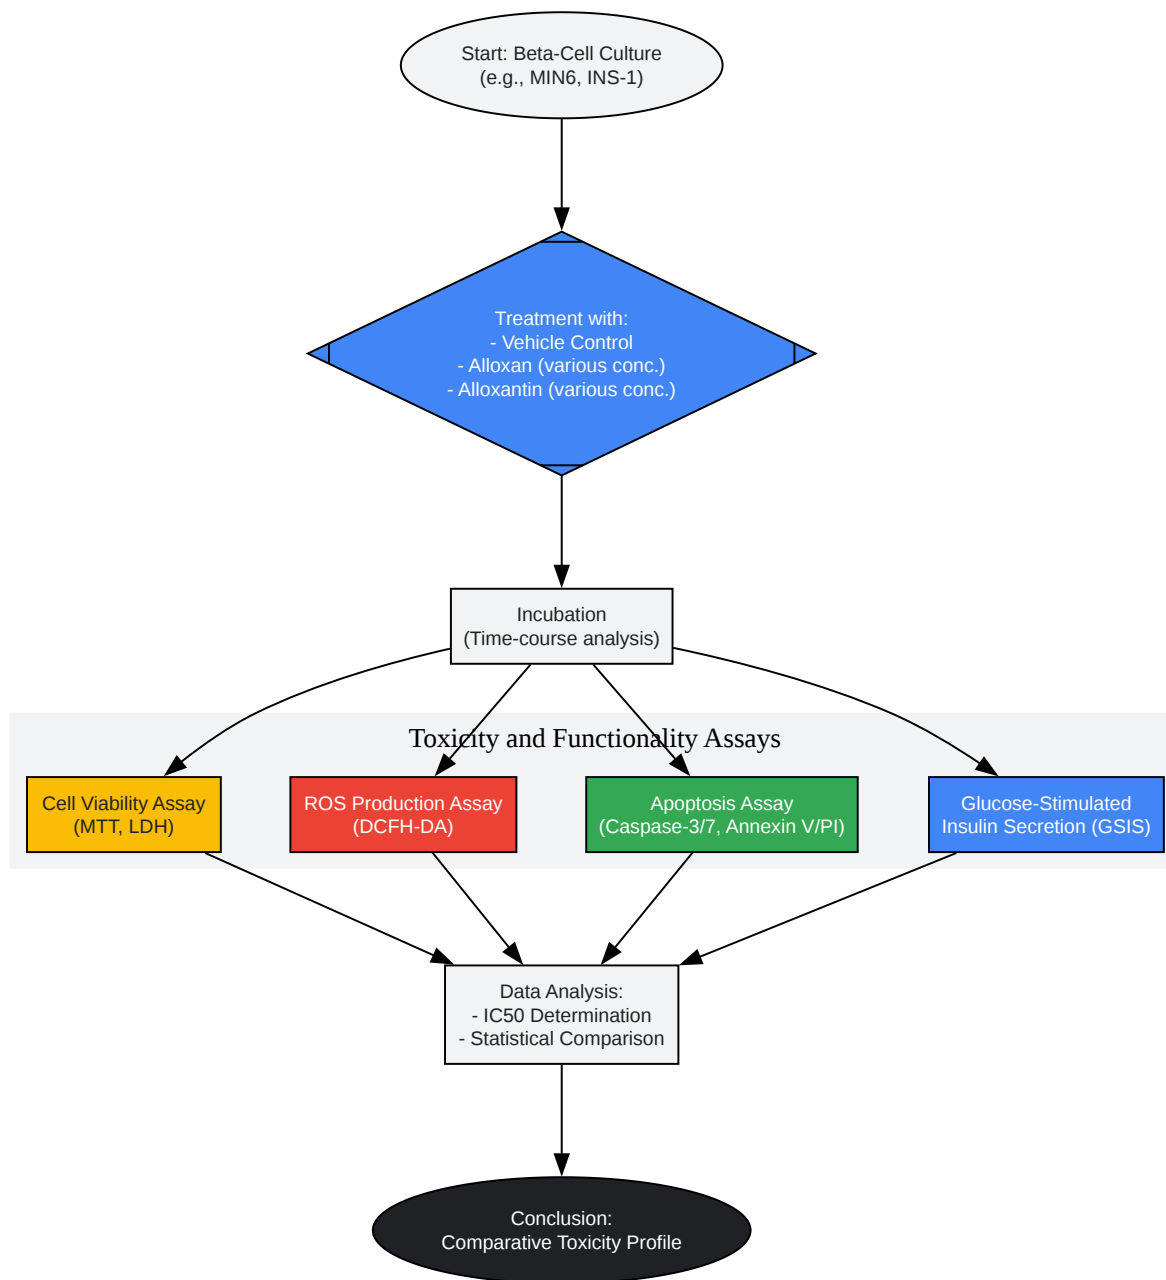 Start: Beta-Cell Culture
(e.g., MIN6, INS-1)
Treatment with:
- Vehicle Control
- Alloxan (various conc.)
- Alloxantin (various conc.)
Incubation
(Time-course analysis)
Toxicity and Functionality Assays
Cell Viability Assay
(MTT, LDH)
ROS Production Assay
(DCFH-DA)
Apoptosis Assay
(Caspase-3/7, Annexin V/PI)
Glucose-Stimulated
Insulin Secretion (GSIS)
Data Analysis:
- IC50 Determination
- Statistical Comparison
Conclusion:
Comparative Toxicity Profile